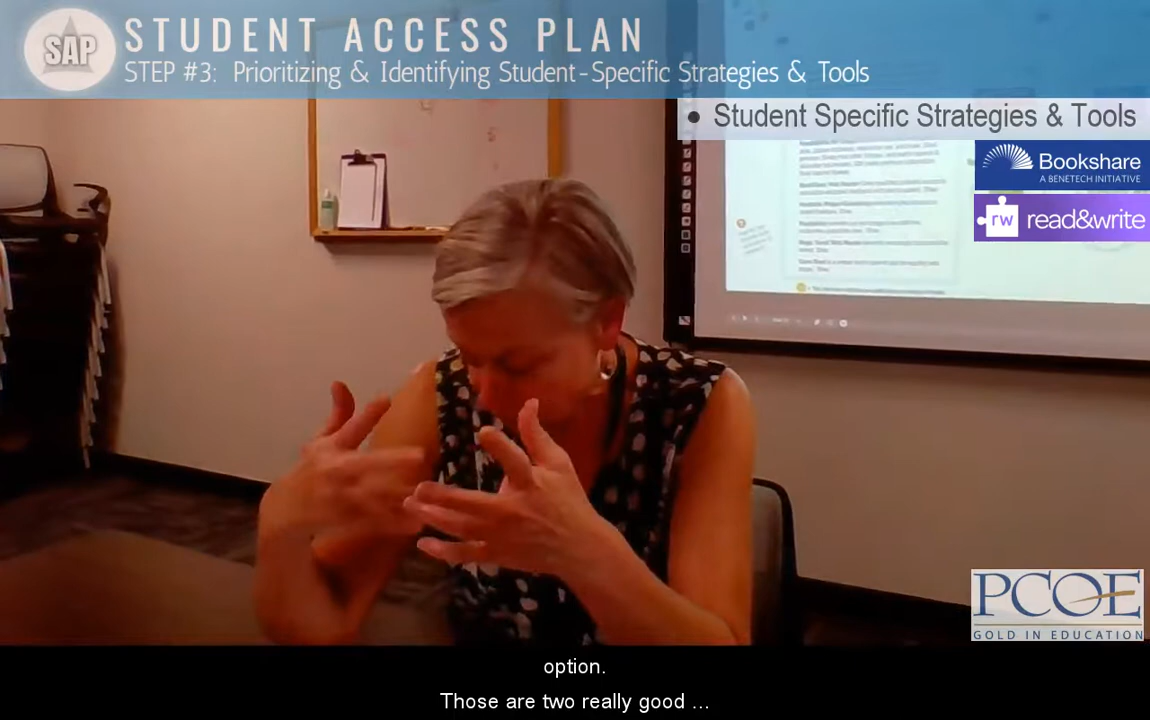 SAP
STUDENT ACCESS PLAN
STEP #3: Prioritizing & Identifying Student-Specific Strategies & Tools
● Student Specific Strategies & Tools
Bookshare
A BENETECH INITIATIVE
rw read&write
PCOE
GOLD IN EDUCATION
option.
Those are two really good ...